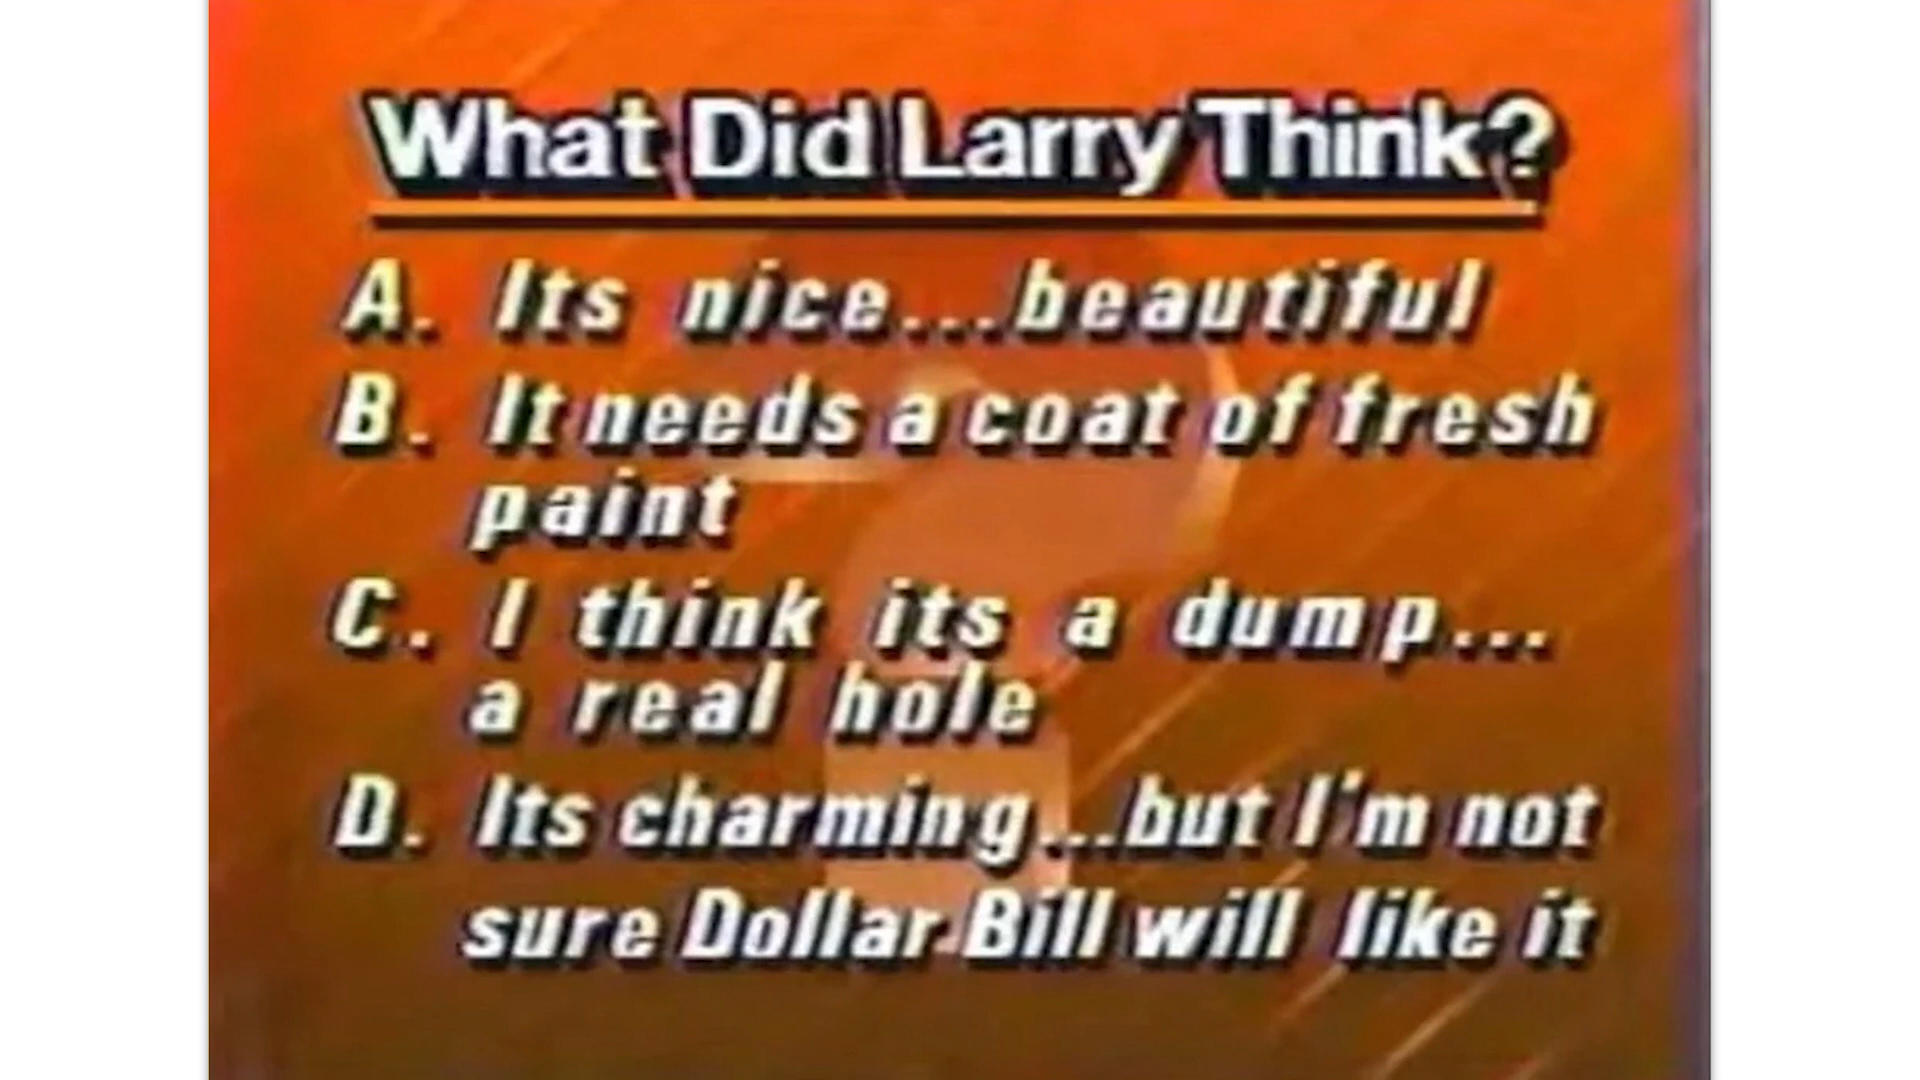 What Did Larry Think?
A. Its nice...beautiful
B. It needs a coat of fresh
paint
C. I think its a dump...
a real hole
D. Its charming...but I'm not
sure Dollar Bill will like it